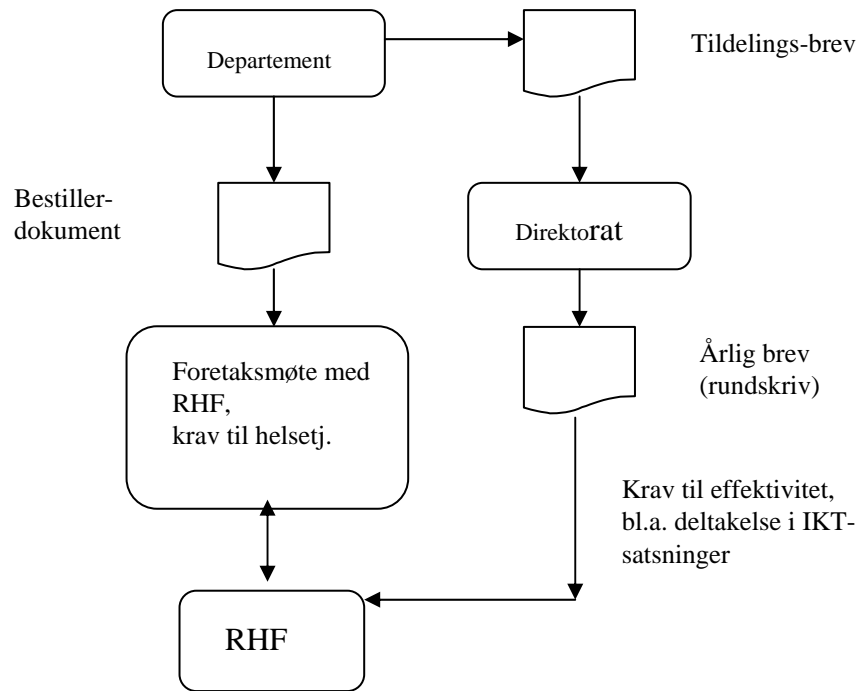 Departement
Tildelings-brev
Bestiller-
dokument
Direktorat
Foretaksmøte med
RHF,
krav til helsetj.
Årlig brev
(rundskriv)
Krav til effektivitet,
bl.a. deltakelse i IKT-
satsninger
RHF